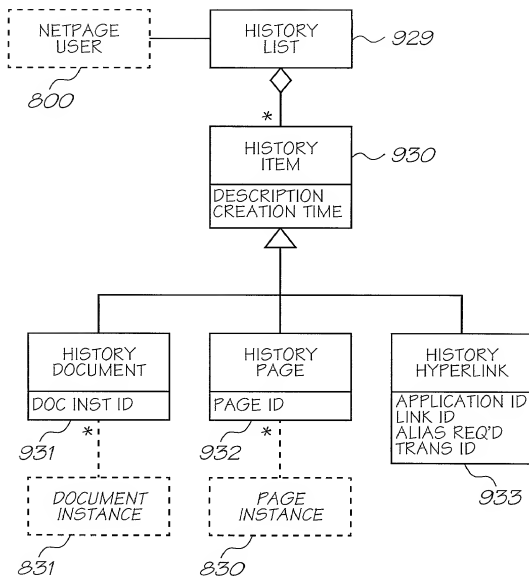 NETPAGE
USER
800
HISTORY
LIST
929
*
HISTORY
ITEM
930
DESCRIPTION
CREATION TIME
HISTORY
DOCUMENT
DOC INST ID
931
*
HISTORY
PAGE
PAGE ID
932
*
HISTORY
HYPERLINK
APPLICATION ID
LINK ID
ALIAS REQ'D
TRANS ID
933
DOCUMENT
INSTANCE
831
PAGE
INSTANCE
830